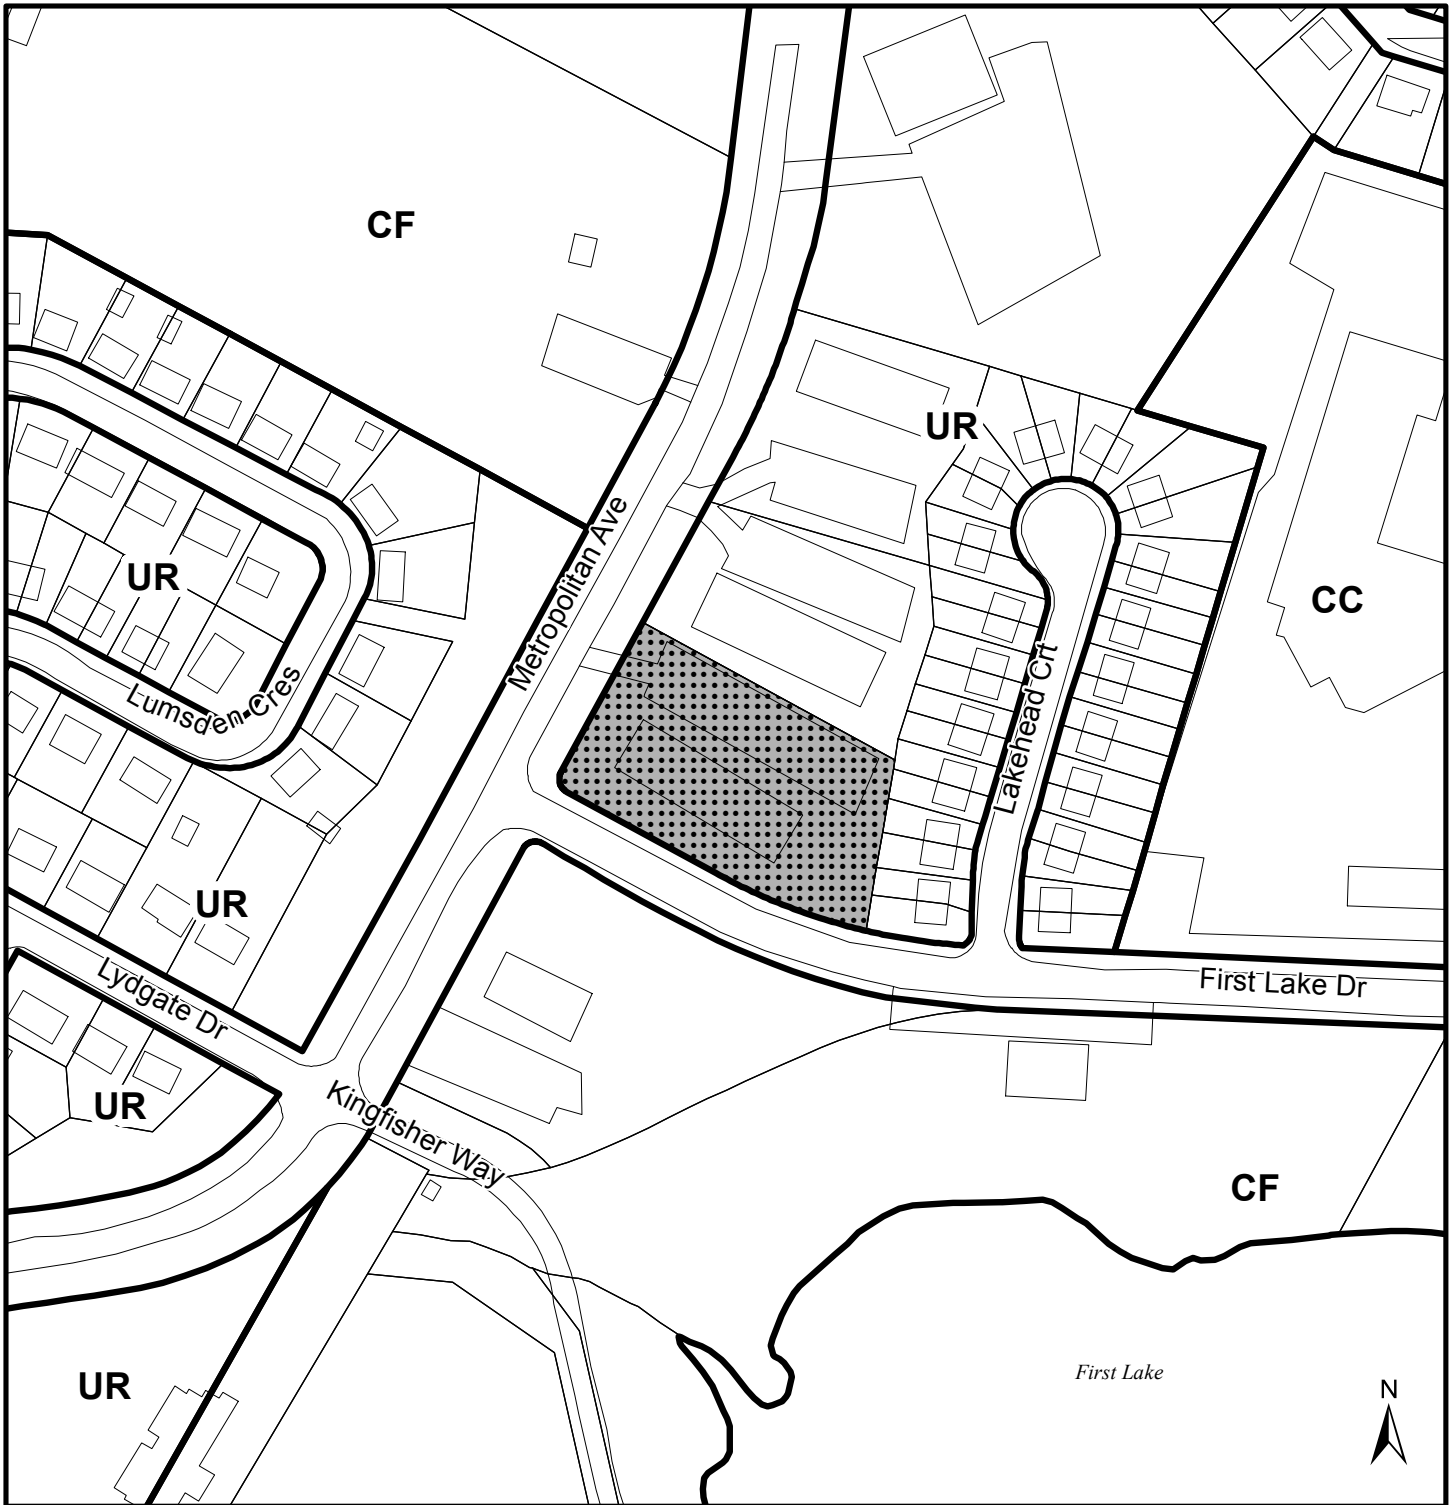 CF
UR
Metropolitan Ave
UR
CC
Lakehead Crt
Lumsden Cres
UR
Lydgate Dr
First Lake Dr
UR
Kingfisher Way
CF
UR
First Lake
N